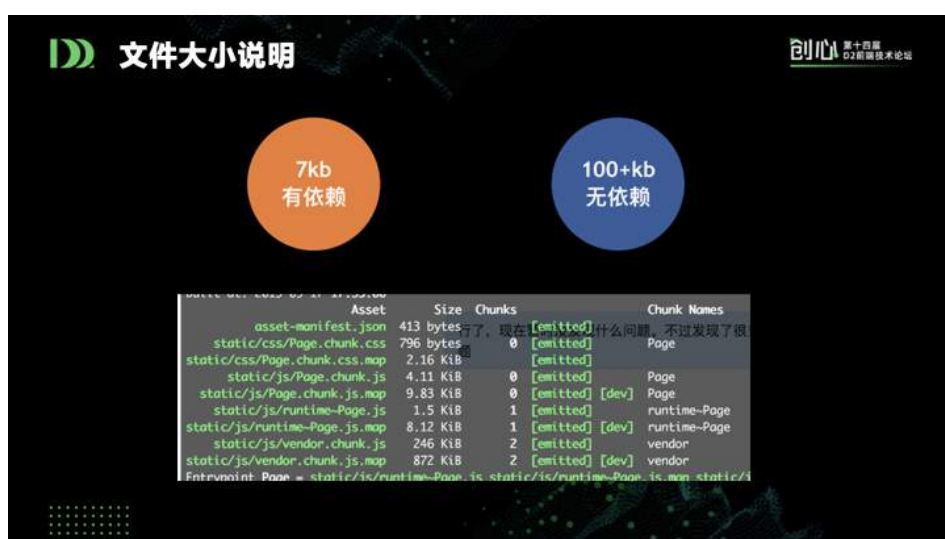 文件大小说明
创心 第十四届
D2前端技术论坛
7kb
有依赖
100+kb
无依赖
Asset Size Chunks Chunk Names
asset-manifest.json 413 bytes [emitted]
static/css/Page.chunk.css 796 bytes 0 [emitted] Page
static/css/Page.chunk.css.map 2.16 KiB [emitted]
static/js/Page.chunk.js 4.11 KiB 0 [emitted] Page
static/js/Page.chunk.js.map 9.83 KiB 0 [emitted] [dev] Page
static/js/runtime~Page.js 1.5 KiB 1 [emitted] runtime~Page
static/js/runtime~Page.js.map 8.12 KiB 1 [emitted] [dev] runtime~Page
static/js/vendor.chunk.js 246 KiB 2 [emitted] vendor
static/js/vendor.chunk.js.map 872 KiB 2 [emitted] [dev] vendor
Entrypoint Page = static/js/runtime~Page.js static/js/runtime~Page.js.map static/j